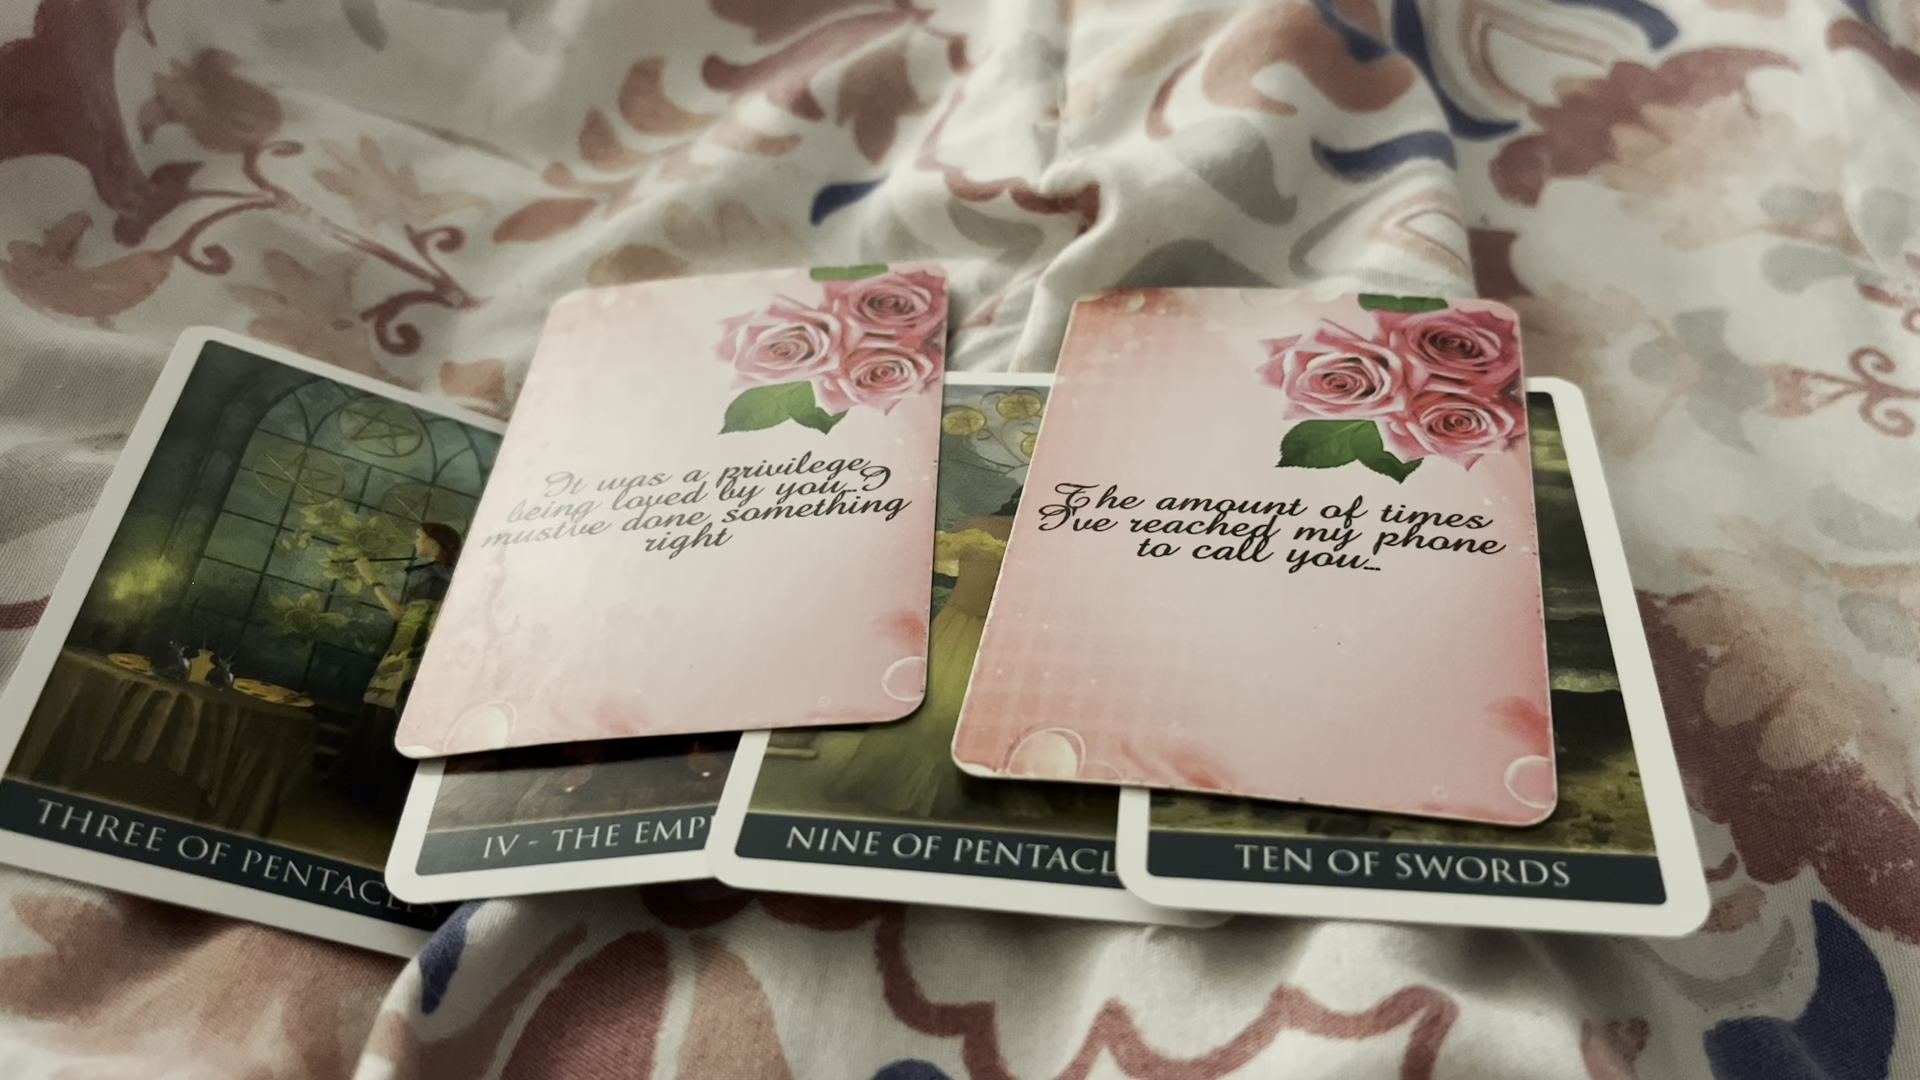 It was a privilege
being loved by you...I
mustve done something
right
The amount of times
I've reached my phone
to call you...
THREE OF PENTACLES
IV - THE EMP
NINE OF PENTACL
TEN OF SWORDS